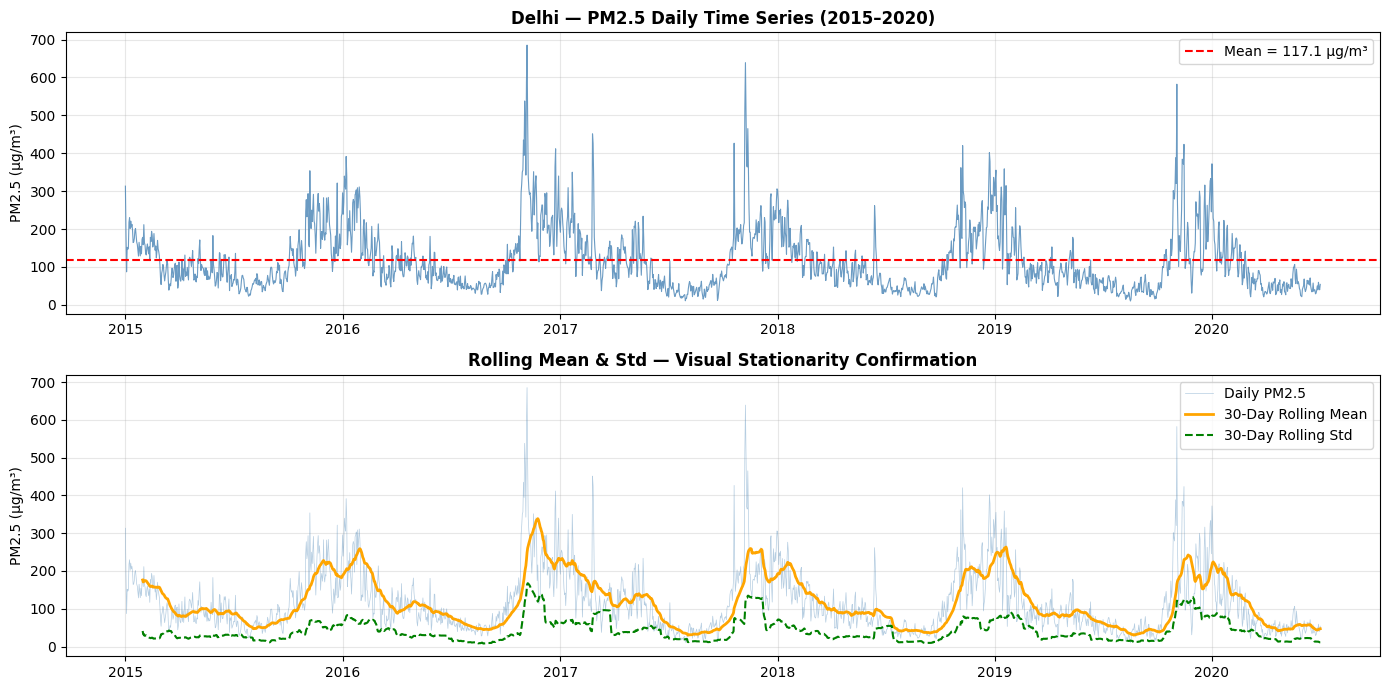 Delhi — PM2.5 Daily Time Series (2015–2020)
Mean = 117.1 µg/m³
PM2.5 (µg/m³)
700
600
500
400
300
200
100
0
2015 2016 2017 2018 2019 2020
Rolling Mean & Std — Visual Stationarity Confirmation
Daily PM2.5
30-Day Rolling Mean
30-Day Rolling Std
PM2.5 (µg/m³)
700
600
500
400
300
200
100
0
2015 2016 2017 2018 2019 2020